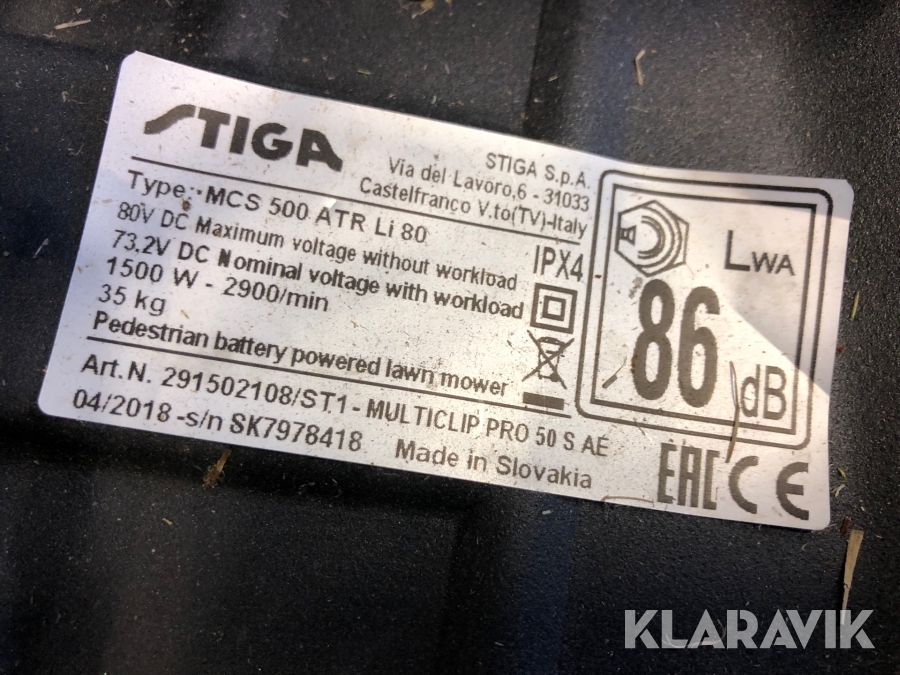 STIGA
STIGA S.p.A.
Via del Lavoro,6 - 31033
Castelfranco V.to(TV)-Italy
Type: MCS 500 ATR Li 80
80V DC Maximum voltage without workload
73.2V DC Nominal voltage with workload
1500 W - 2900/min
35 kg
Pedestrian battery powered lawn mower
IPX4
LWA
86
dB
Art.N. 291502108/ST1 - MULTICLIP PRO 50 S AE
04/2018 -s/n SK7978418
Made in Slovakia
EAC CE
KLARAVIK